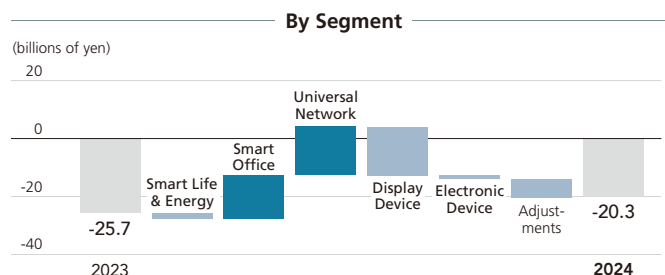 By Segment
(billions of yen)
20
0
-20
-40
-25.7
Smart Life
& Energy
Smart
Office
Universal
Network
Display
Device
Electronic
Device
Adjust-
ments
-20.3
2023
2024